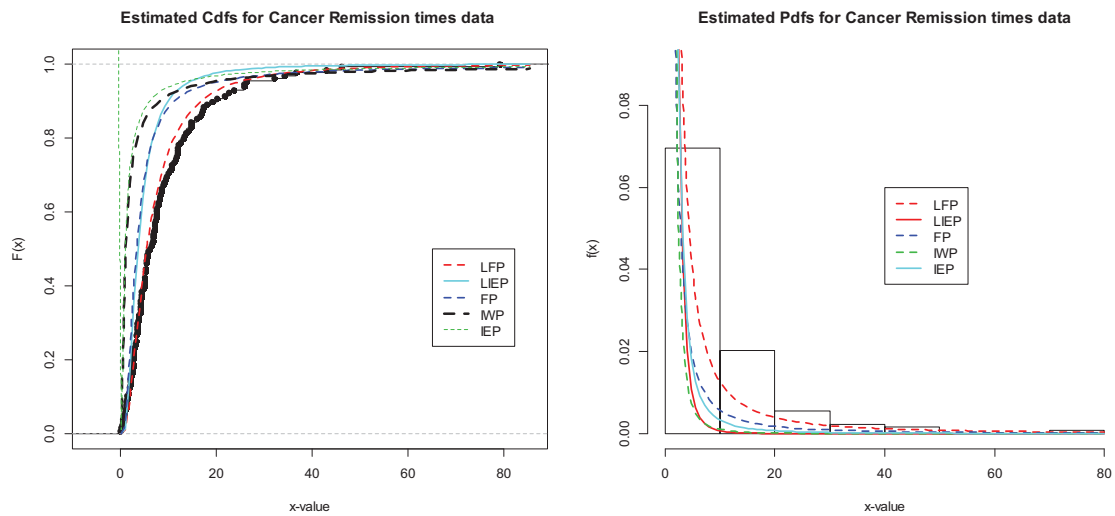 Estimated Cdfs for Cancer Remission times data
F(x)
1.0
0.8
0.6
0.4
0.2
0.0
LFP
LIEP
FP
IWP
IEP
0 20 40 60 80
x-value
Estimated Pdfs for Cancer Remission times data
f(x)
0.08
0.06
0.04
0.02
0.00
LFP
LIEP
FP
IWP
IEP
0 20 40 60 80
x-value